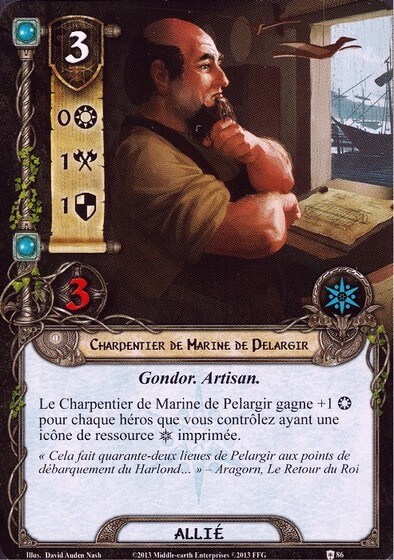 3
0
1
1
3
Charpentier de Marine de Pelargir
Gondor. Artisan.
Le Charpentier de Marine de Pelargir gagne +1
pour chaque héros que vous contrôlez ayant une
icône de ressource imprimée.
« Cela fait quarante-deux lieues de Pelargir aux points de
débarquement du Harlond… » – Aragorn, Le Retour du Roi
ALLIÉ
Illus. David Auden Nash ©2013 Middle-earth Enterprises ©2013 FFG 86